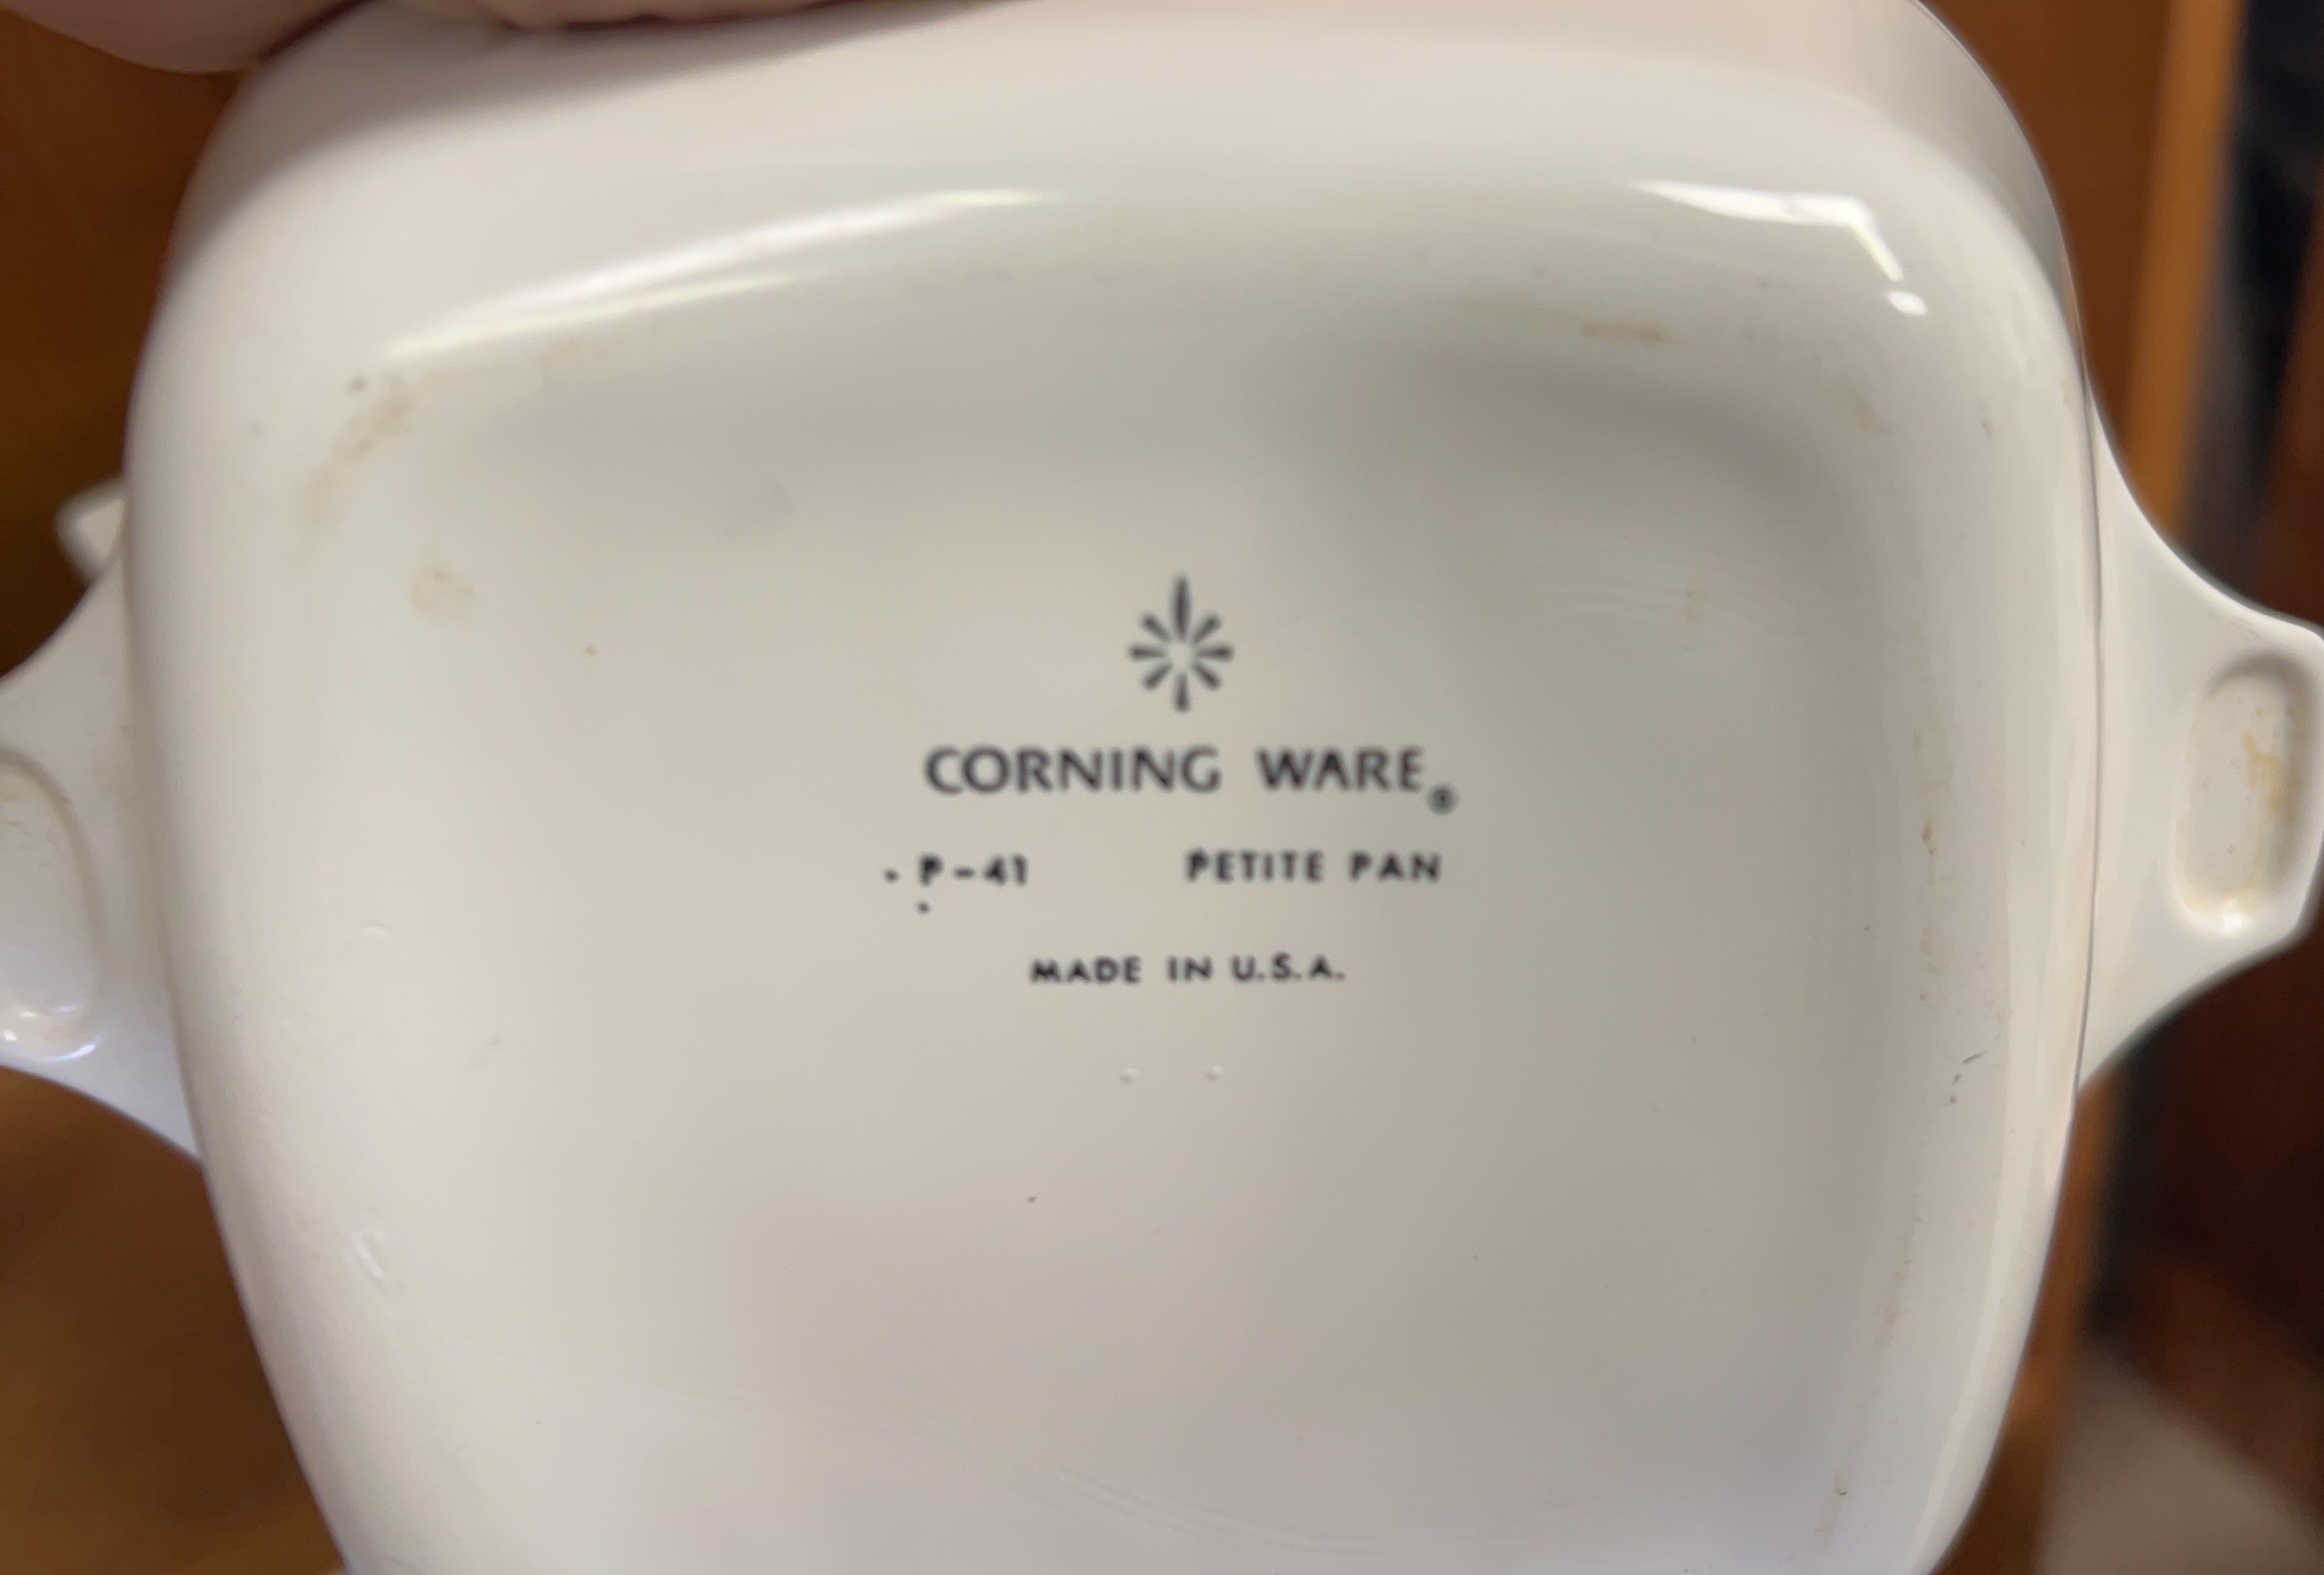 CORNING WARE®
P-41 PETITE PAN
MADE IN U.S.A.